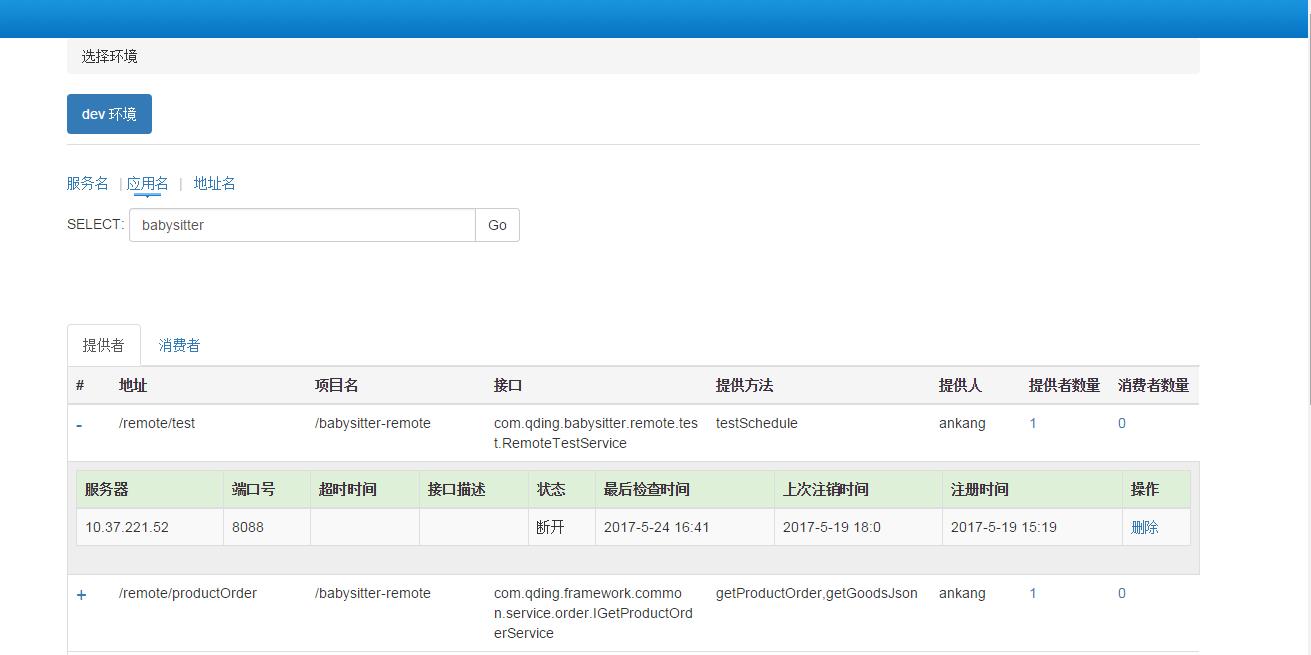 选择环境
dev 环境
服务名 | 应用名 | 地址名
SELECT: babysitter Go
提供者 消费者
# 地址 项目名 接口 提供方法 提供人 提供者数量 消费者数量
- /remote/test /babysitter-remote com.qding.babysitter.remote.tes testSchedule ankang 1 0
t.RemoteTestService
服务器 端口号 超时时间 接口描述 状态 最后检查时间 上次注销时间 注册时间 操作
10.37.221.52 8088 断开 2017-5-24 16:41 2017-5-19 18:0 2017-5-19 15:19 删除
+ /remote/productOrder /babysitter-remote com.qding.framework.commo getProductOrder,getGoodsJson ankang 1 0
n.service.order.IGetProductOrd
erService